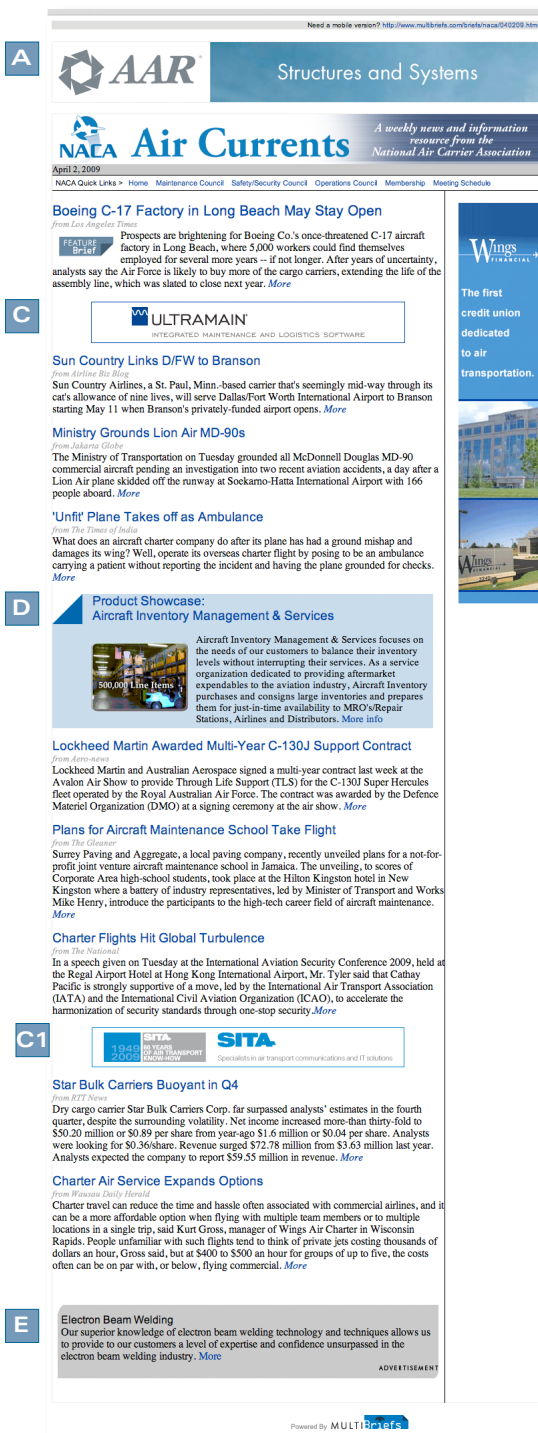 Need a mobile version? http://www.multibriefs.com/briefs/naca/040209.htm
A
AAR
Structures and Systems
NACA Air Currents
A weekly news and information
resource from the
National Air Carrier Association
April 2, 2009
NACA Quick Links > Home Maintenance Council Safety/Security Council Operations Council Membership Meeting Schedule
Boeing C-17 Factory in Long Beach May Stay Open
from Los Angeles Times
FEATURE
Brief
Prospects are brightening for Boeing Co.'s once-threatened C-17 aircraft
factory in Long Beach, where 5,000 workers could find themselves
employed for several more years -- if not longer. After years of uncertainty,
analysts say the Air Force is likely to buy more of the cargo carriers, extending the life of the
assembly line, which was slated to close next year. More
C
ULTRAMAIN
INTEGRATED MAINTENANCE AND LOGISTICS SOFTWARE
Sun Country Links D/FW to Branson
from Airline Biz Blog
Sun Country Airlines, a St. Paul, Minn.-based carrier that's seemingly mid-way through its
cat's allowance of nine lives, will serve Dallas/Fort Worth International Airport to Branson
starting May 11 when Branson's privately-funded airport opens. More
Ministry Grounds Lion Air MD-90s
from Jakarta Globe
The Ministry of Transportation on Tuesday grounded all McDonnell Douglas MD-90
commercial aircraft pending an investigation into two recent aviation accidents, a day after a
Lion Air plane skidded off the runway at Soekarno-Hatta International Airport with 166
people aboard. More
'Unfit' Plane Takes off as Ambulance
from The Times of India
What does an aircraft charter company do after its plane has had a ground mishap and
damages its wing? Well, operate its overseas charter flight by posing to be an ambulance
carrying a patient without reporting the incident and having the plane grounded for checks.
More
D
Product Showcase:
Aircraft Inventory Management & Services
500,000 Line Items
Aircraft Inventory Management & Services focuses on
the needs of our customers to balance their inventory
levels without interrupting their services. As a service
organization dedicated to providing aftermarket
expendables to the aviation industry, Aircraft Inventory
purchases and consigns large inventories and prepares
them for just-in-time availability to MRO's/Repair
Stations, Airlines and Distributors. More info
Lockheed Martin Awarded Multi-Year C-130J Support Contract
from Aero-news
Lockheed Martin and Australian Aerospace signed a multi-year contract last week at the
Avalon Air Show to provide Through Life Support (TLS) for the C-130J Super Hercules
fleet operated by the Royal Australian Air Force. The contract was awarded by the Defence
Materiel Organization (DMO) at a signing ceremony at the air show. More
Plans for Aircraft Maintenance School Take Flight
from The Gleaner
Surrey Paving and Aggregate, a local paving company, recently unveiled plans for a not-for-
profit joint venture aircraft maintenance school in Jamaica. The unveiling, to scores of
Corporate Area high-school students, took place at the Hilton Kingston hotel in New
Kingston where a battery of industry representatives, led by Minister of Transport and Works
Mike Henry, introduce the participants to the high-tech career field of aircraft maintenance.
More
Charter Flights Hit Global Turbulence
from The National
In a speech given on Tuesday at the International Aviation Security Conference 2009, held at
the Regal Airport Hotel at Hong Kong International Airport, Mr. Tyler said that Cathay
Pacific is strongly supportive of a move, led by the International Air Transport Association
(IATA) and the International Civil Aviation Organization (ICAO), to accelerate the
harmonization of security standards through one-stop security.More
C1
1949 2009
SITA
60 YEARS
OF AIR TRANSPORT
KNOW-HOW
SITA
Specialists in air transport communications and IT solutions
Star Bulk Carriers Buoyant in Q4
from RTT News
Dry cargo carrier Star Bulk Carriers Corp. far surpassed analysts' estimates in the fourth
quarter, despite the surrounding volatility. Net income increased more-than thirty-fold to
$50.20 million or $0.89 per share from year-ago $1.6 million or $0.04 per share. Analysts
were looking for $0.36/share. Revenue surged $72.78 million from $3.63 million last year.
Analysts expected the company to report $59.55 million in revenue. More
Charter Air Service Expands Options
from Wausau Daily Herald
Charter travel can reduce the time and hassle often associated with commercial airlines, and it
can be a more affordable option when flying with multiple team members or to multiple
locations in a single trip, said Kurt Gross, manager of Wings Air Charter in Wisconsin
Rapids. People unfamiliar with such flights tend to think of private jets costing thousands of
dollars an hour, Gross said, but at $400 to $500 an hour for groups of up to five, the costs
often can be on par with, or below, flying commercial. More
E
Electron Beam Welding
Our superior knowledge of electron beam welding technology and techniques allows us
to provide to our customers a level of expertise and confidence unsurpassed in the
electron beam welding industry. More
ADVERTISEMENT
Wings
FINANCIAL
The first
credit union
dedicated
to air
transportation.
Wings
FINANCIAL
Powered By MULTIBriefs